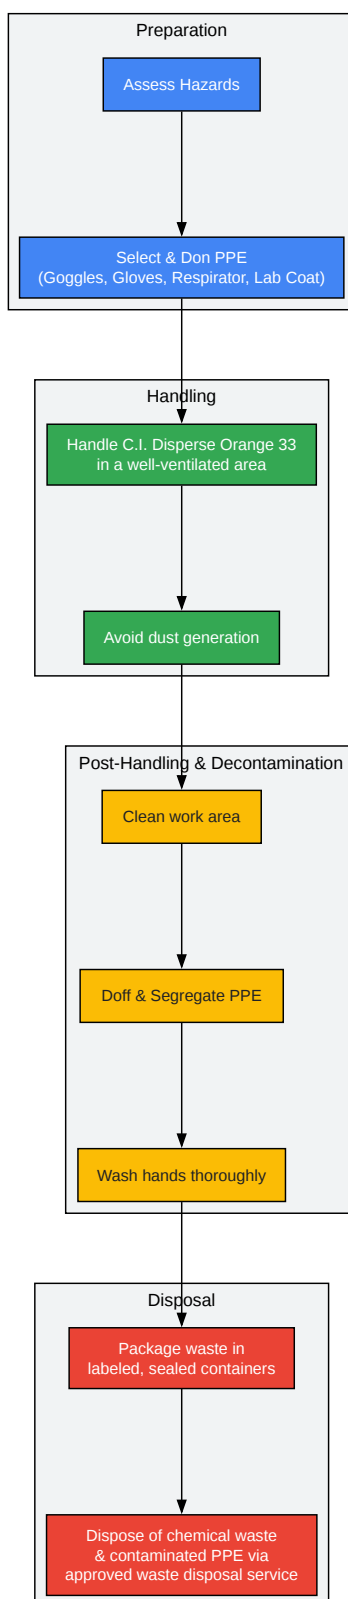 Preparation
Assess Hazards
Select & Don PPE
(Goggles, Gloves, Respirator, Lab Coat)
Handling
Handle C.I. Disperse Orange 33
in a well-ventilated area
Avoid dust generation
Post-Handling & Decontamination
Clean work area
Doff & Segregate PPE
Wash hands thoroughly
Disposal
Package waste in
labeled, sealed containers
Dispose of chemical waste
& contaminated PPE via
approved waste disposal service